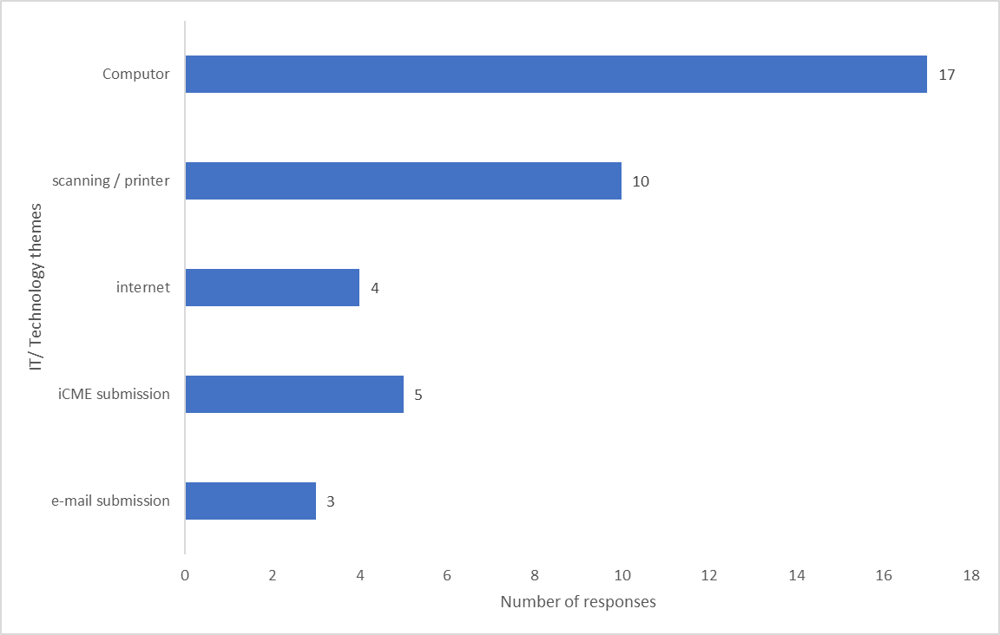 Computor
17
scanning / printer
10
internet
4
iCME submission
5
e-mail submission
3
IT/ Technology themes
0 2 4 6 8 10 12 14 16 18
Number of responses